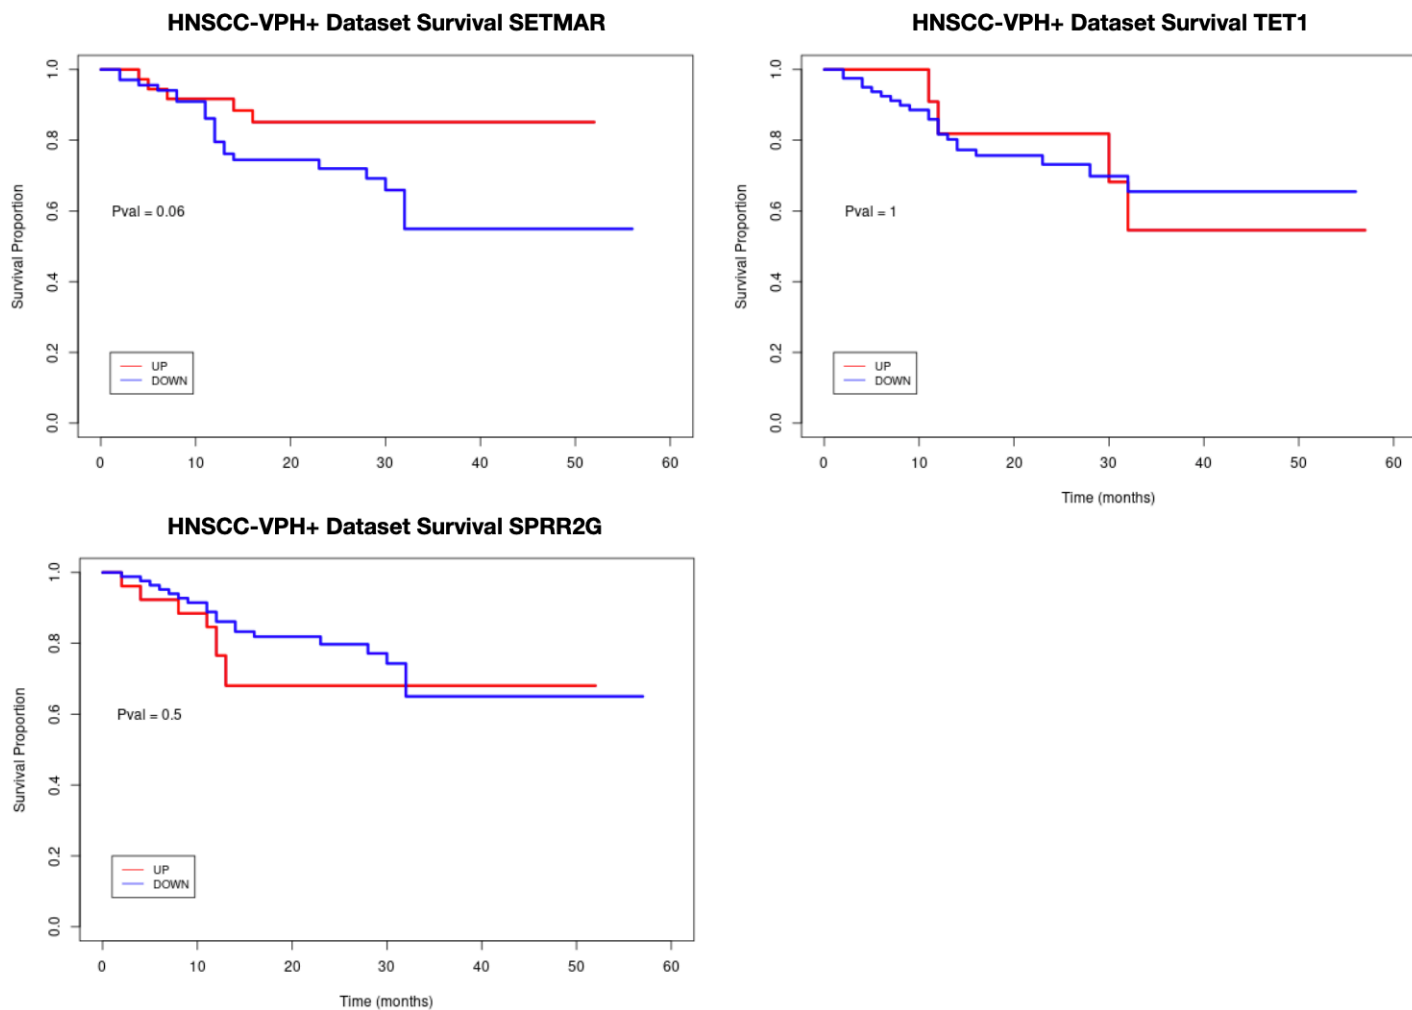 HNSCC-VPH+ Dataset Survival SETMAR
Survival Proportion
1.0
0.8
0.6
0.4
0.2
0.0
Pval = 0.06
UP
DOWN
0 10 20 30 40 50 60
HNSCC-VPH+ Dataset Survival TET1
Survival Proportion
1.0
0.8
0.6
0.4
0.2
0.0
Pval = 1
UP
DOWN
0 10 20 30 40 50 60
Time (months)
HNSCC-VPH+ Dataset Survival SPRR2G
Survival Proportion
1.0
0.8
0.6
0.4
0.2
0.0
Pval = 0.5
UP
DOWN
0 10 20 30 40 50 60
Time (months)